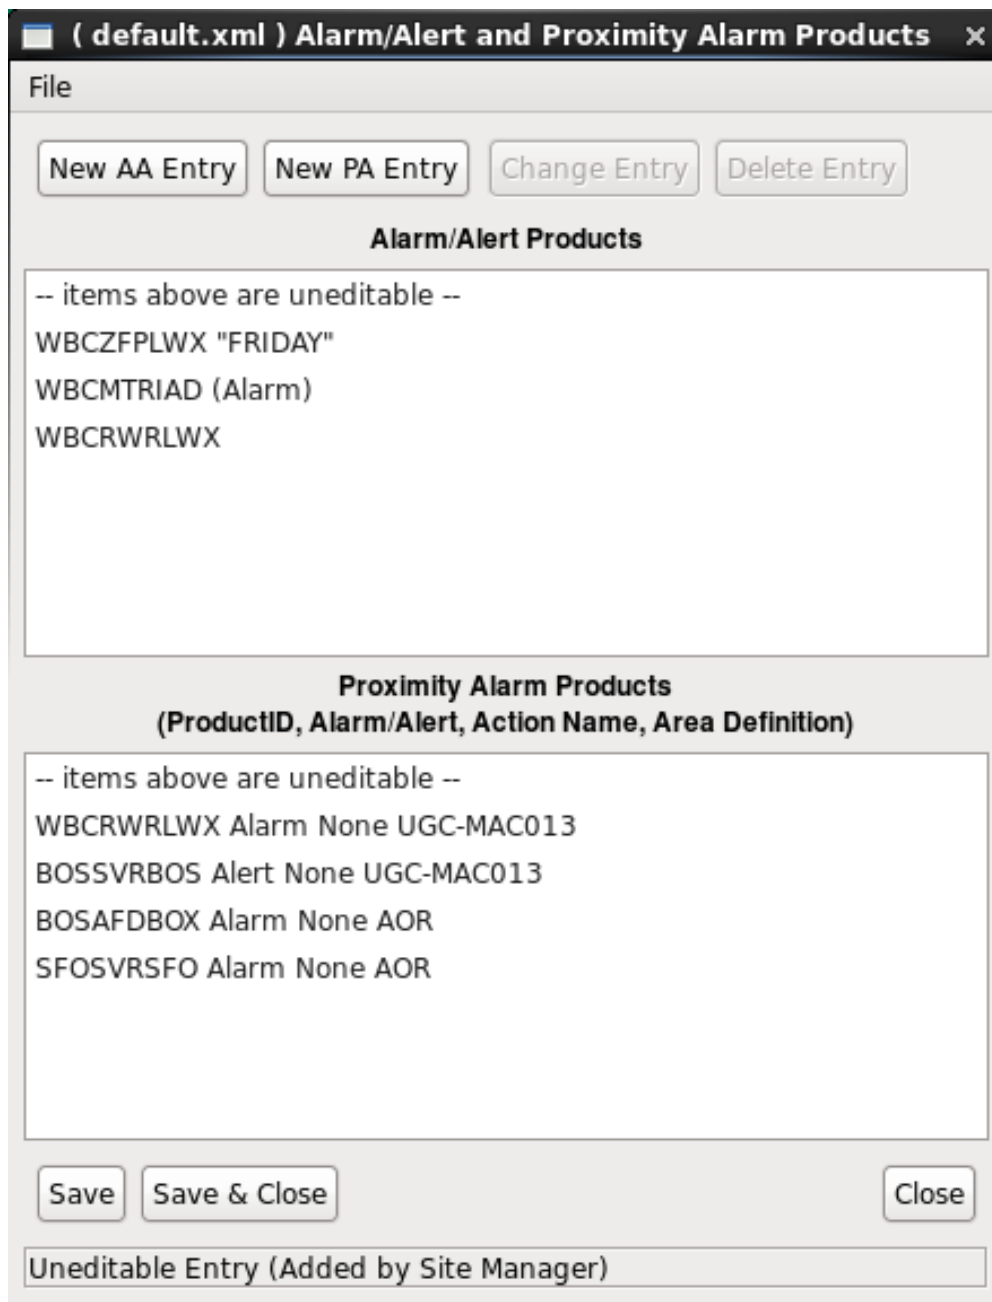 ( default.xml ) Alarm/Alert and Proximity Alarm Products
File
New AA Entry New PA Entry Change Entry Delete Entry
Alarm/Alert Products
-- items above are uneditable --
WBCZFPLWX "FRIDAY"
WBCMTRIAD (Alarm)
WBCRWRLWX
Proximity Alarm Products
(ProductID, Alarm/Alert, Action Name, Area Definition)
-- items above are uneditable --
WBCRWRLWX Alarm None UGC-MAC013
BOSSVRBOS Alert None UGC-MAC013
BOSAFDBOX Alarm None AOR
SFOSVRSFO Alarm None AOR
Save Save & Close Close
Uneditable Entry (Added by Site Manager)